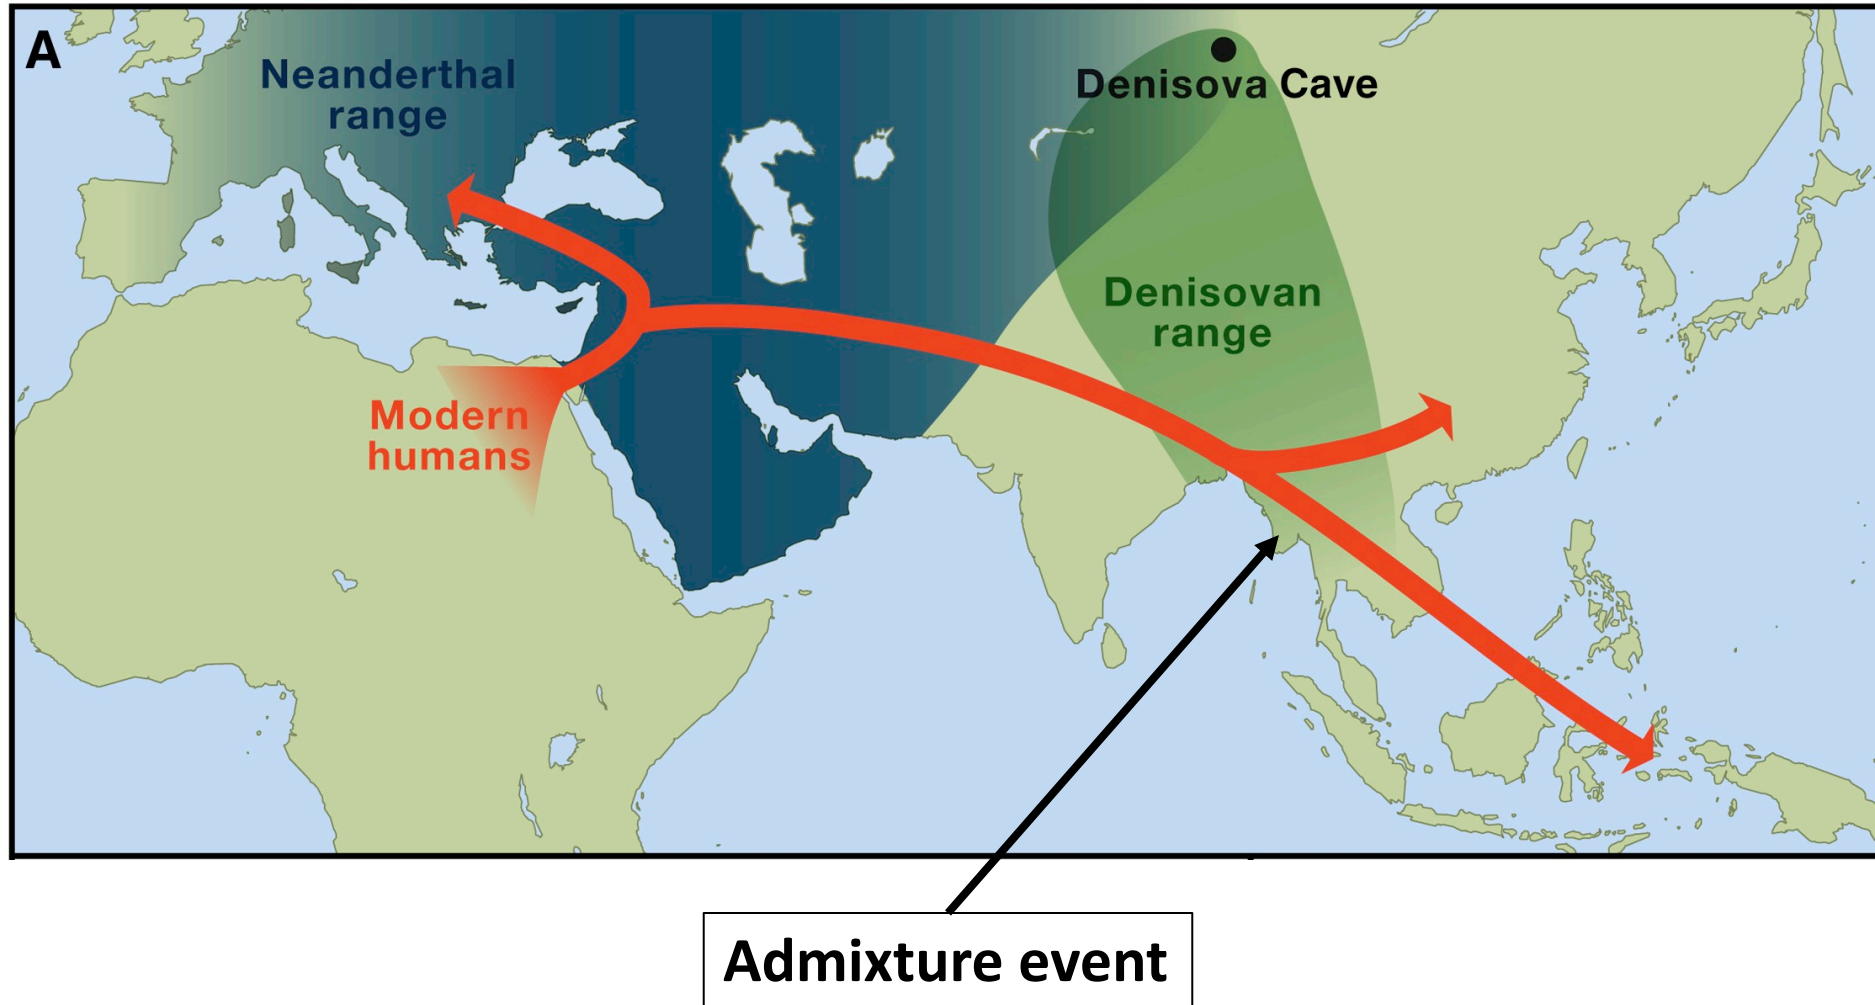 A
Neanderthal
range
Denisova Cave
Denisovan
range
Modern
humans
Admixture event